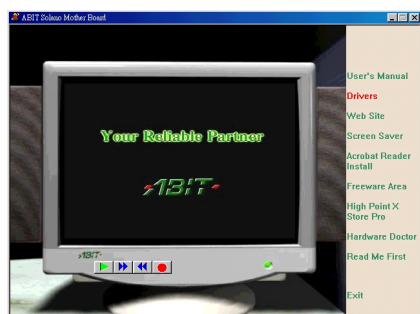 ABIT Solano Mother Board
Your Reliable Partner
ABIT
ABIT
User's Manual
Drivers
Web Site
Screen Saver
Acrobat Reader
Install
Freeware Area
High Point X
Store Pro
Hardware Doctor
Read Me First
Exit